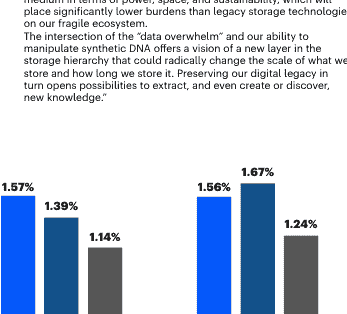 medium in terms of power, space, and sustainability, which will
place significantly lower burdens than legacy storage technologie
on our fragile ecosystem.
The intersection of the “data overwhelm” and our ability to
manipulate synthetic DNA offers a vision of a new layer in the
storage hierarchy that could radically change the scale of what we
store and how long we store it. Preserving our digital legacy in
turn opens possibilities to extract, and even create or discover,
new knowledge.”
1.57%
1.39%
1.14%
1.56%
1.67%
1.24%